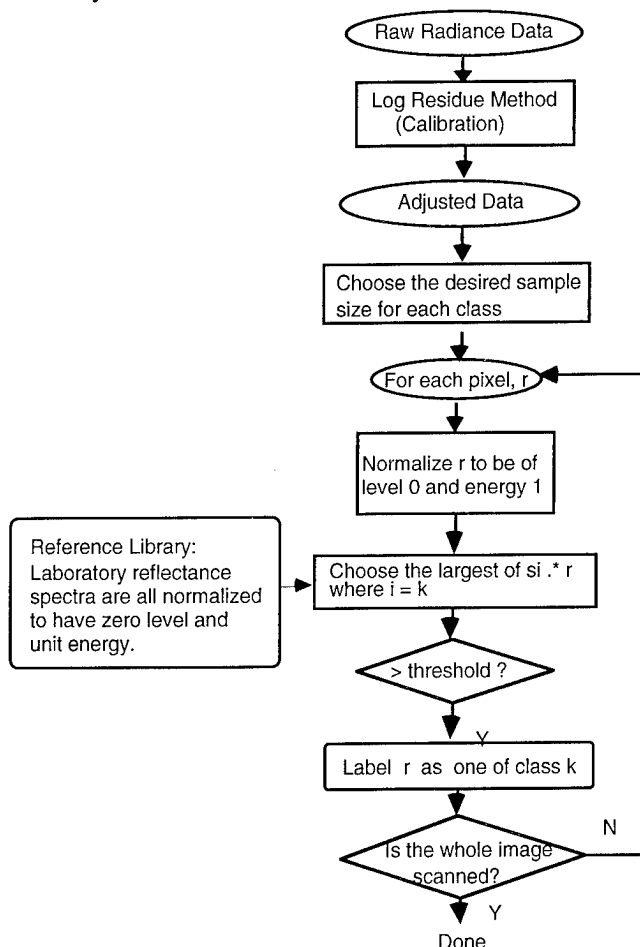 Raw Radiance Data
Log Residue Method
(Calibration)
Adjusted Data
Choose the desired sample
size for each class
For each pixel, r
Normalize r to be of
level 0 and energy 1
Reference Library:
Laboratory reflectance
spectra are all normalized
to have zero level and
unit energy.
Choose the largest of si .* r
where i = k
> threshold ?
Y
Label r as one of class k
Is the whole image
scanned?
N
Y
Done